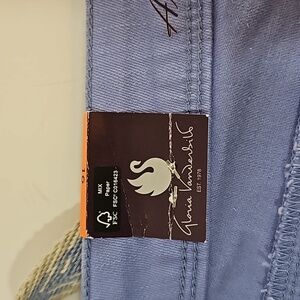 A
MIX
Paper
FSC
FSC® C016423
Gloria Vanderbilt
EST. 1976